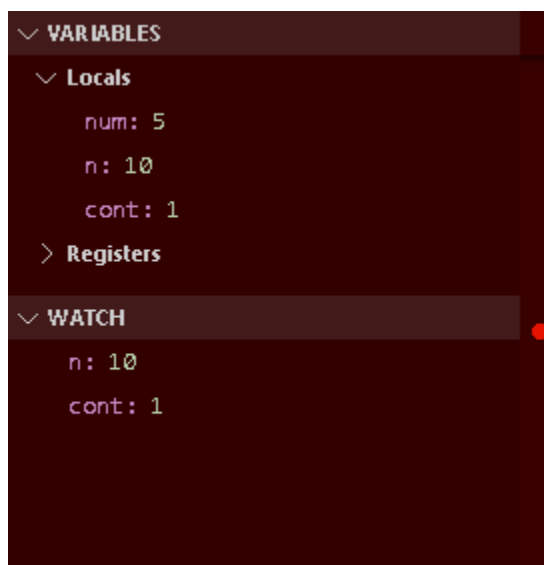 VARIABLES
Locals
num: 5
n: 10
cont: 1
Registers
WATCH
n: 10
cont: 1